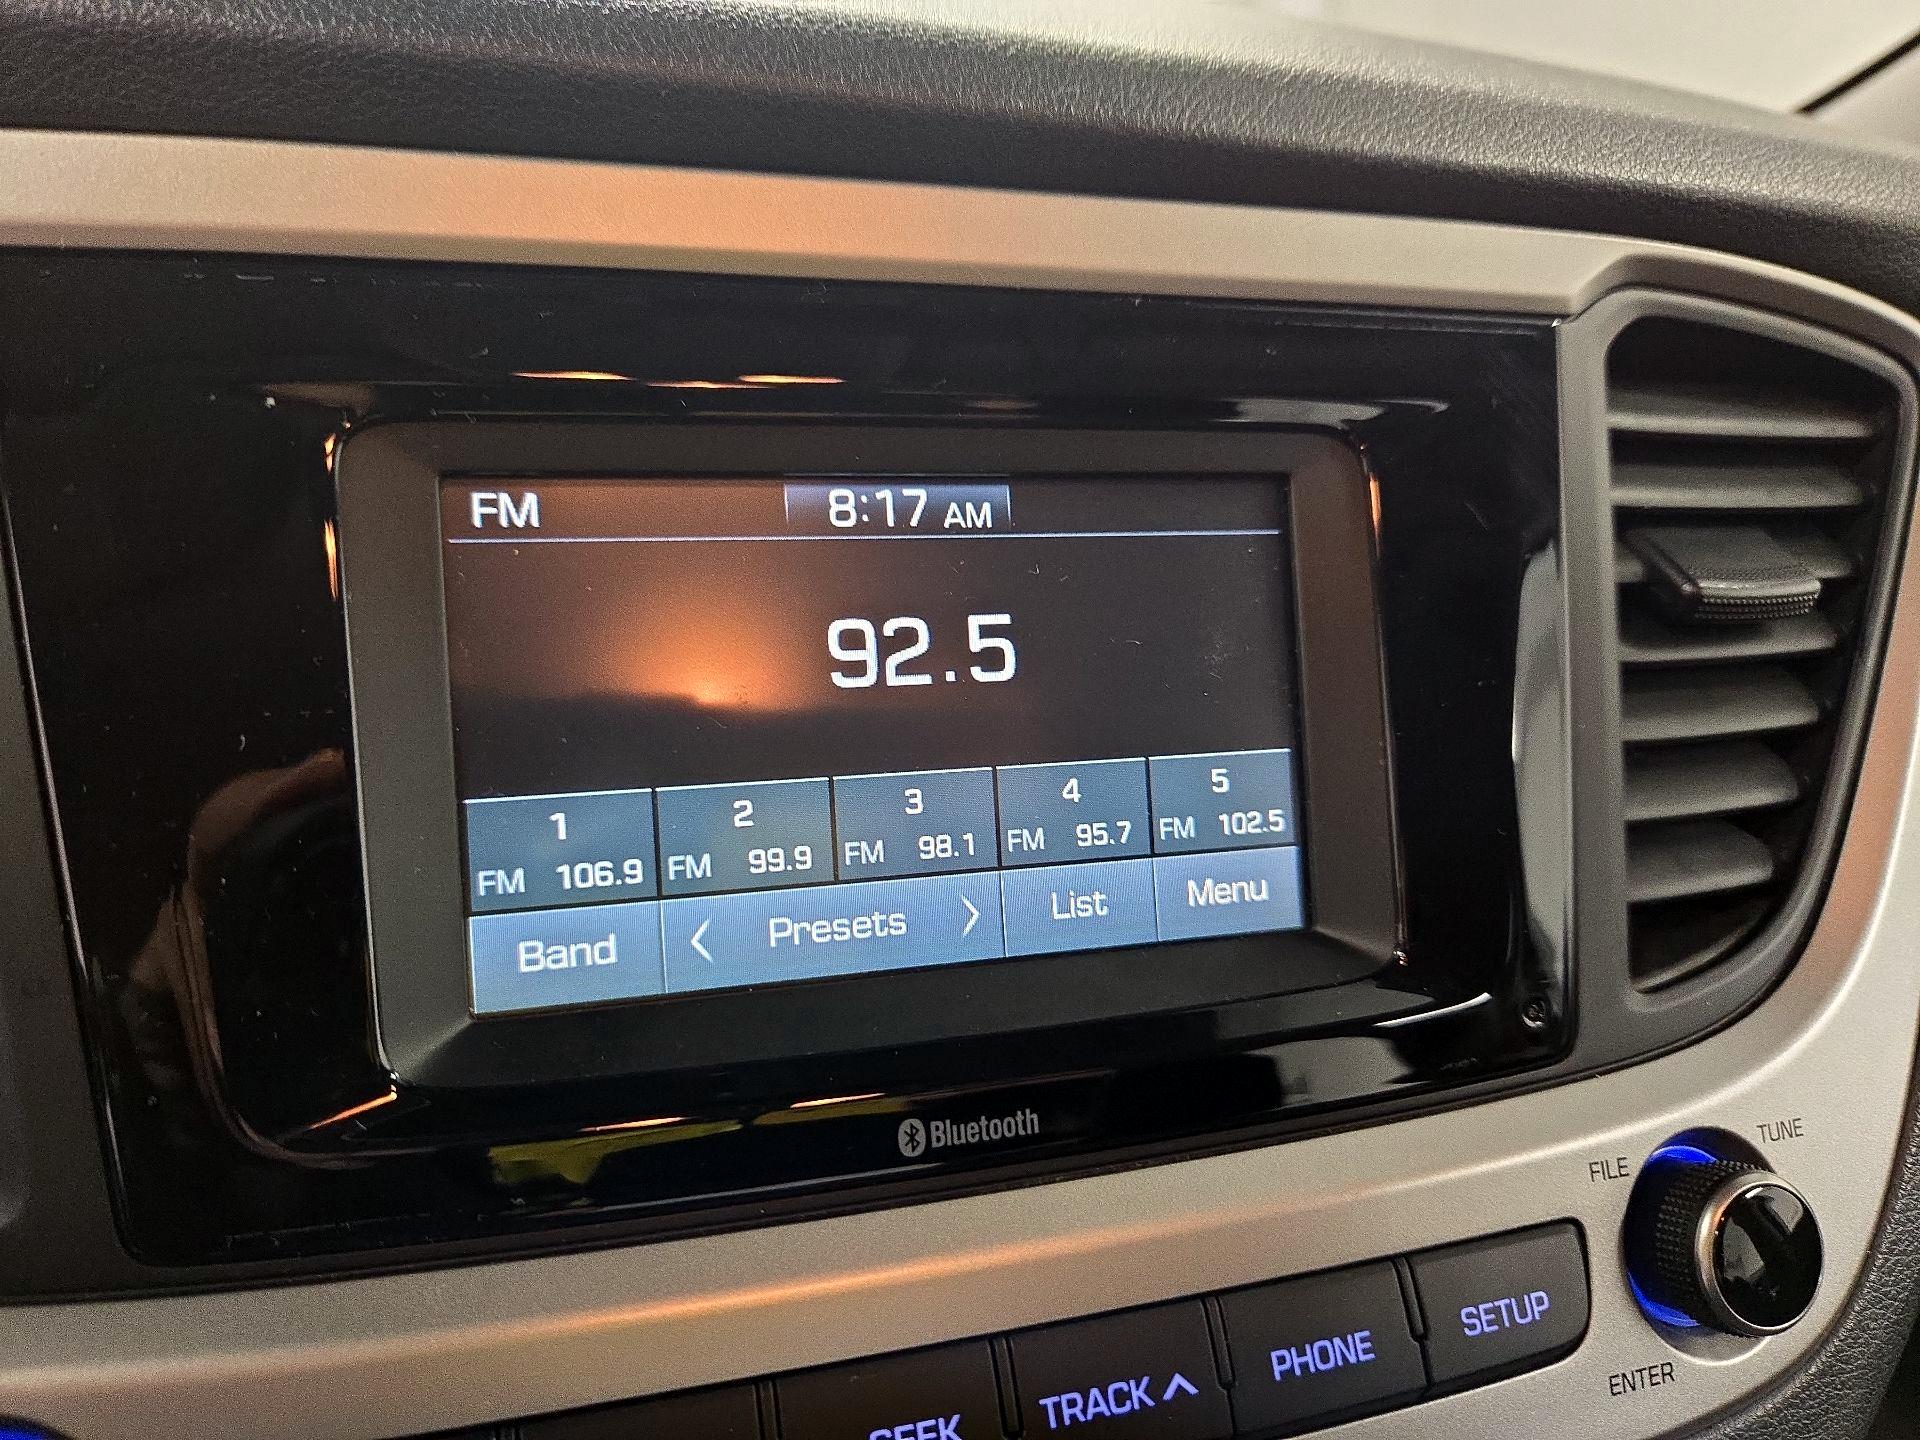 FM 8:17 AM
92.5
1 2 3 4 5
FM 106.9 FM 99.9 FM 98.1 FM 95.7 FM 102.5
Band < Presets > List Menu
Bluetooth
FILE TUNE
ENTER
SEEK TRACK ∧ PHONE SETUP